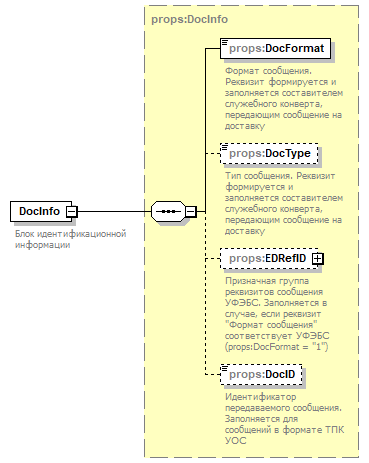 props:DocInfo
props:DocFormat
Формат сообщения.
Реквизит формируется и
заполняется составителем
служебного конверта,
передающим сообщение на
доставку
props:DocType
Тип сообщения. Реквизит
формируется и
заполняется составителем
служебного конверта,
передающим сообщение на
доставку
DocInfo
Блок идентификационной
информации
props:EDRefID
Призначная группа
реквизитов сообщения
УФЭБС. Заполняется в
случае, если реквизит
"Формат сообщения"
соответствует УФЭБС
(props:DocFormat = "1")
props:DocID
Идентификатор
передаваемого сообщения.
Заполняется для
сообщений в формате ТПК
УОС